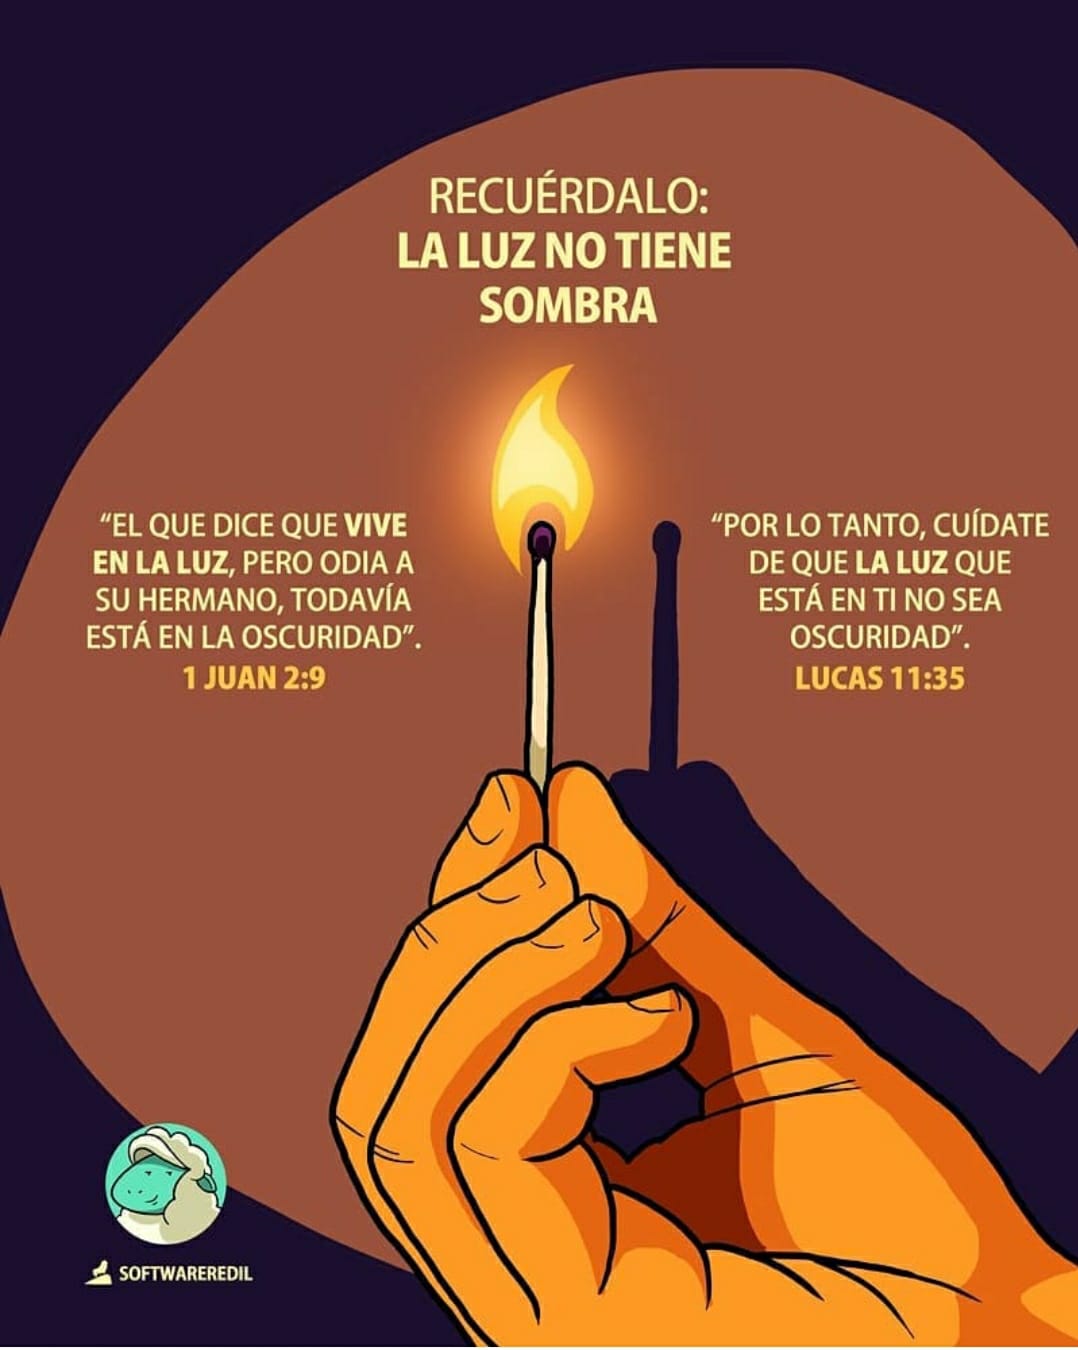 RECUÉRDALO:
LA LUZ NO TIENE
SOMBRA
“EL QUE DICE QUE VIVE
EN LA LUZ, PERO ODIA A
SU HERMANO, TODAVÍA
ESTÁ EN LA OSCURIDAD”.
1 JUAN 2:9
“POR LO TANTO, CUÍDATE
DE QUE LA LUZ QUE
ESTÁ EN TI NO SEA
OSCURIDAD”.
LUCAS 11:35
SOFTWAREREDIL